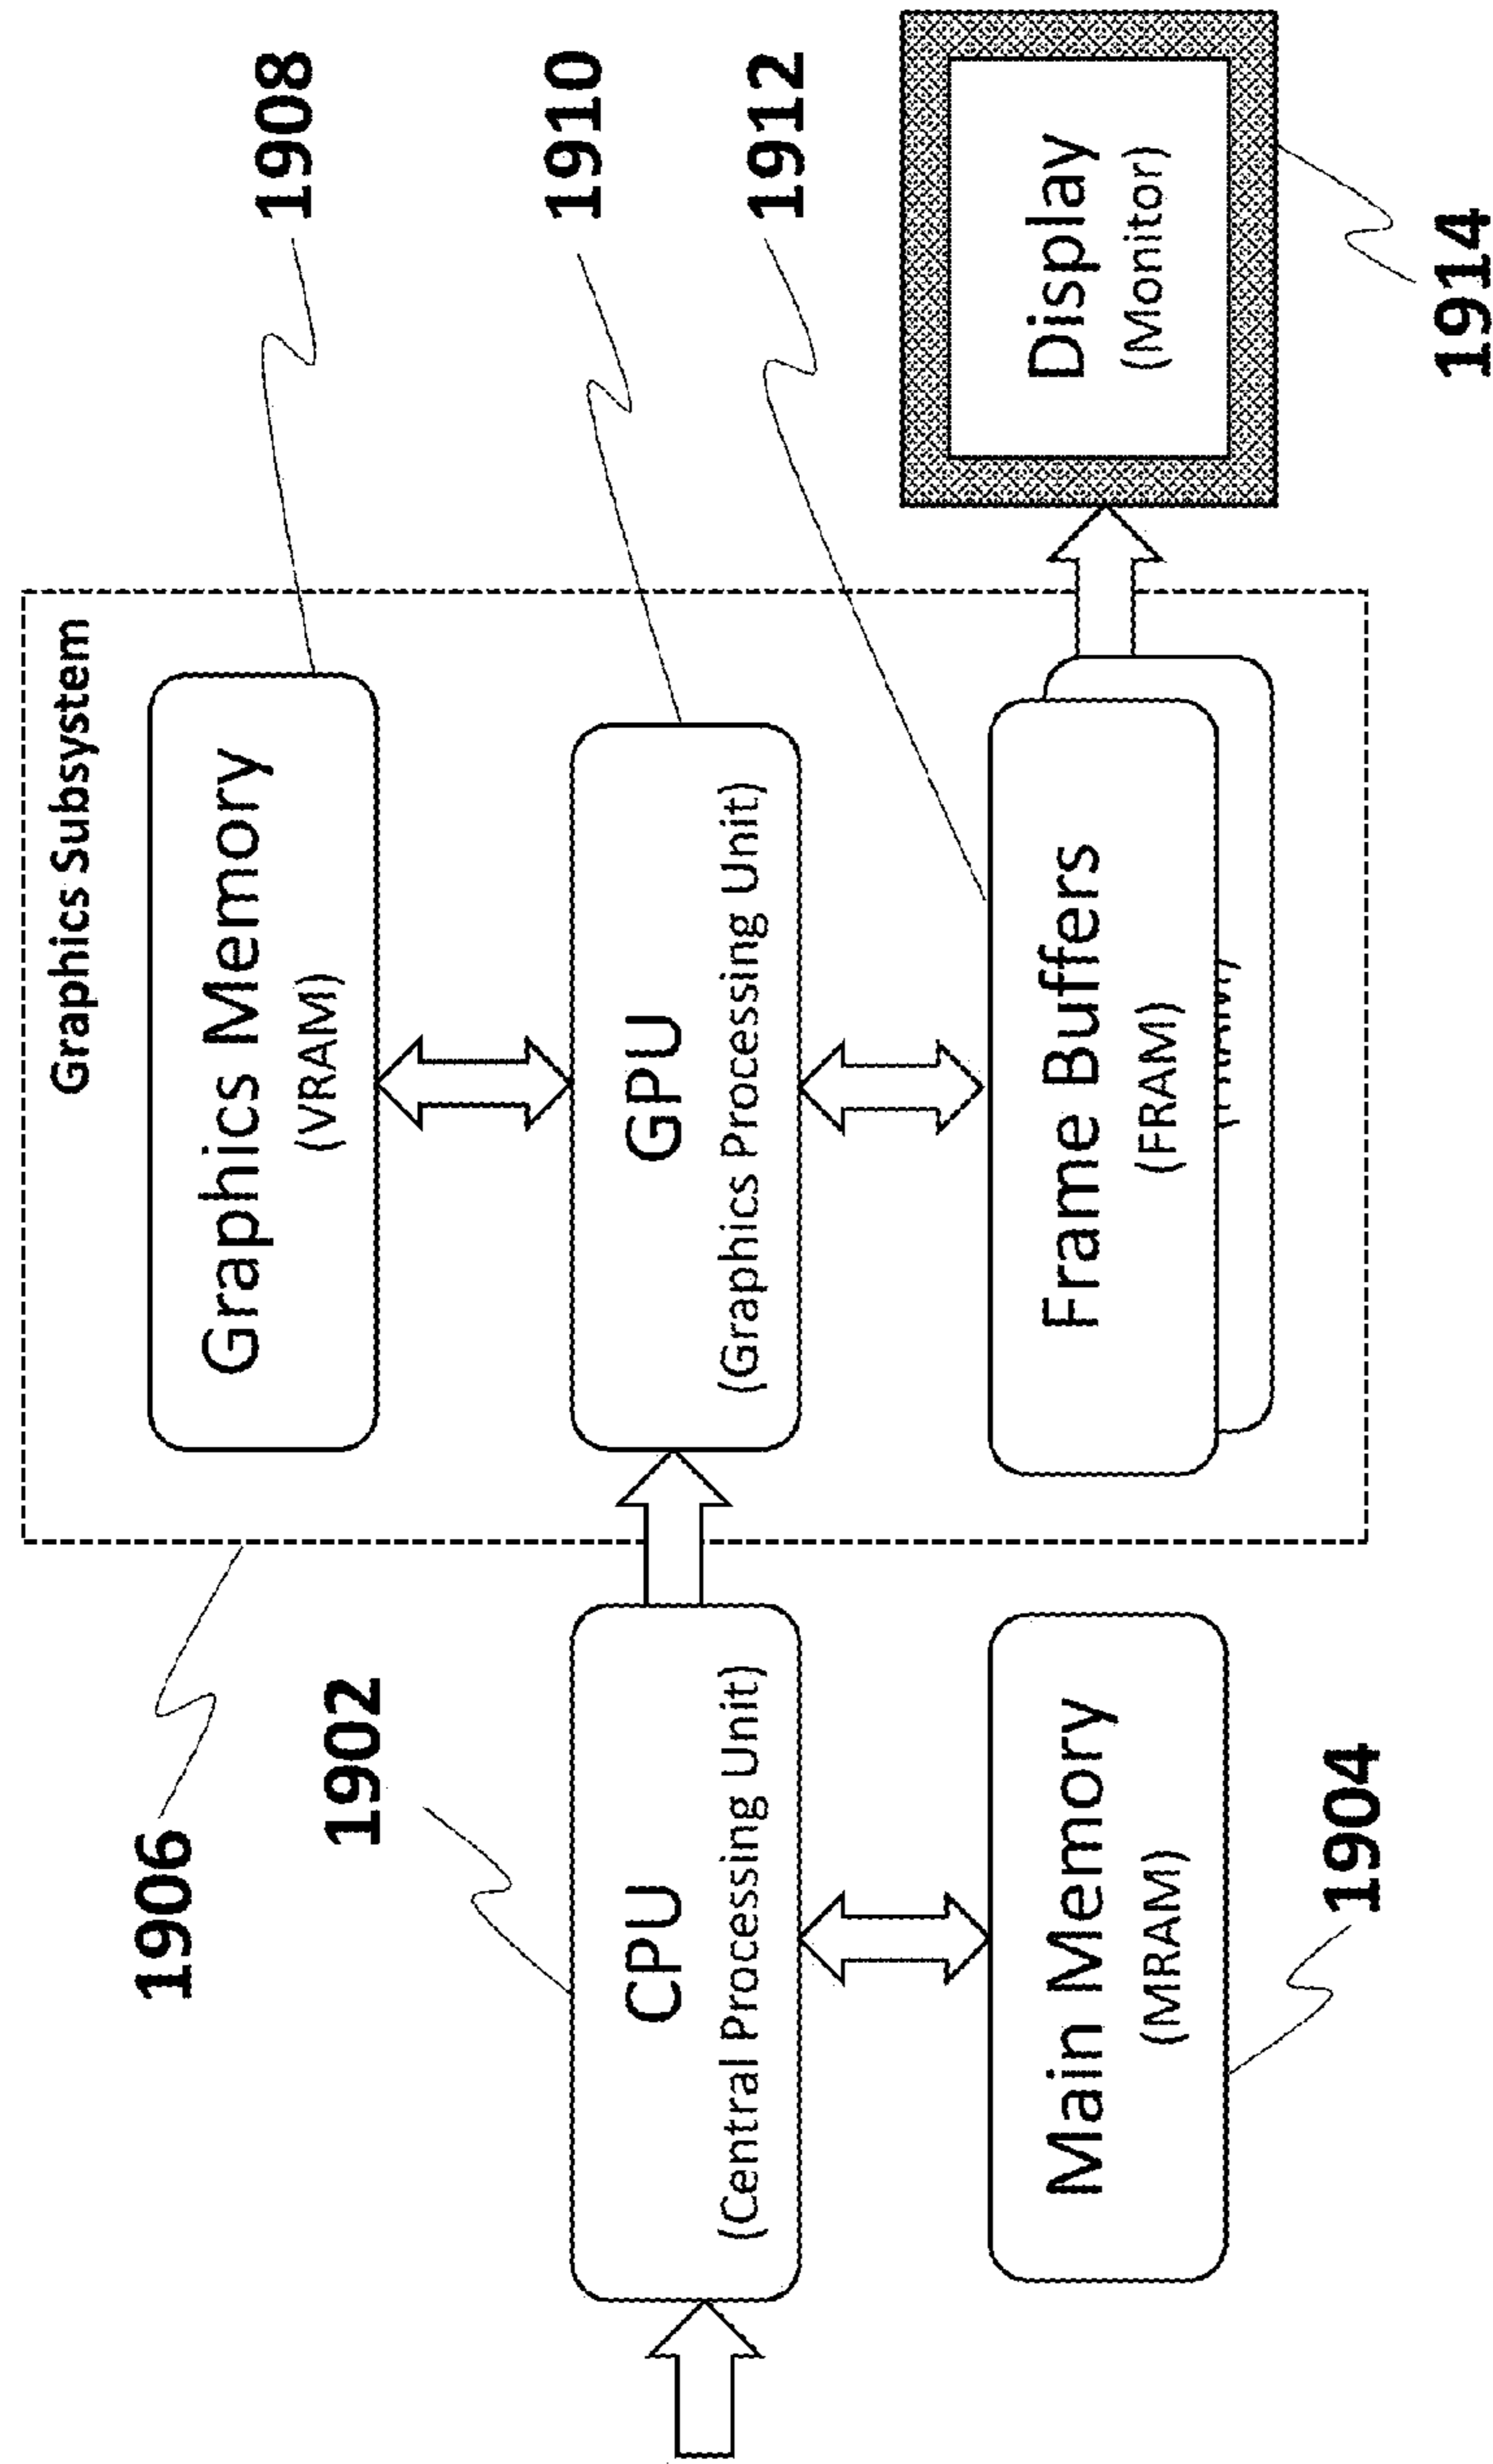 Graphics Subsystem
1906
Graphics Memory
(VRAM)
1908
1902
CPU
(Central Processing Unit)
GPU
(Graphics Processing Unit)
1910
Main Memory
(MRAM)
1904
Frame Buffers
(FRAM)
1912
Display
(Monitor)
1914